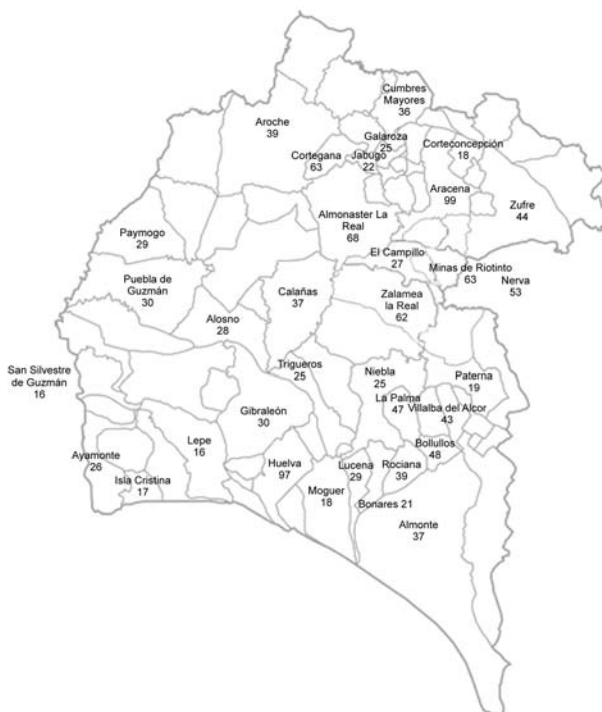 Cumbres
Mayores
36
Aroche
39
Galaroza
25
Corteconcepción
18
Cortegana
63
Jabugo
22
Aracena
99
Zufre
44
Almonaster La
Real
68
Paymogo
29
El Campillo
27
Minas de Riotinto
63
Nerva
53
Puebla de
Guzmán
30
Calañas
37
Zalamea
la Real
62
Alosno
28
San Silvestre
de Guzmán
16
Trigueros
25
Niebla
25
Paterna
19
La Palma
47
Villalba del Alcor
43
Gibraleón
30
Lepe
16
Bollullos
48
Ayamonte
26
Huelva
97
Lucena
29
Rociana
39
Isla Cristina
17
Moguer
18
Bonares 21
Almonte
37